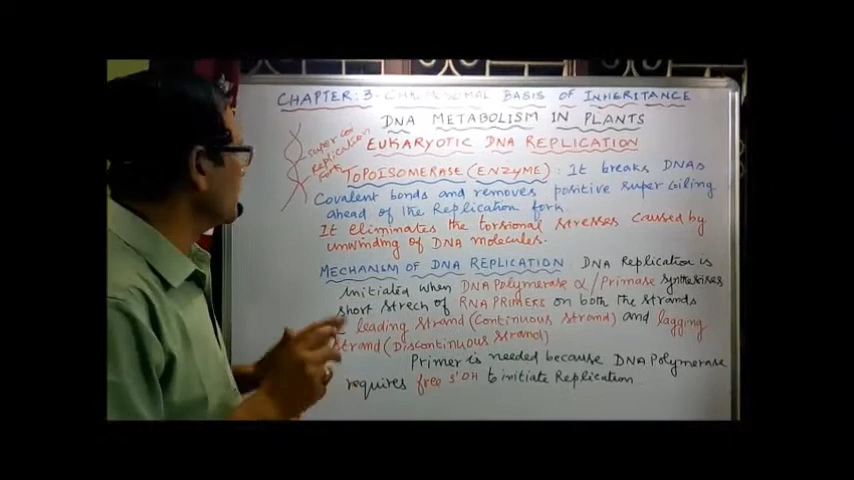 CHAPTER: 3- CHROMOSOMAL BASIS OF INHERITANCE
DNA METABOLISM IN PLANTS
EUKARYOTIC DNA REPLICATION
super coil
Replication
fork
TOPOISOMERASE (ENZYME): It breaks DNAs
Covalent bonds and removes positive super coiling
ahead of the Replication fork.
It eliminates the torsional stresses caused by
unwinding of DNA molecules.
MECHANISM OF DNA REPLICATION DNA Replication is
initiated when DNA Polymerase α/Primase synthesizes
short strech of RNA PRIMERS on both the strands
leading strand (Continuous strand) and lagging
strand (Discontinuous strand)
Primer is needed because DNA Polymerase
requires free 3'OH to initiate Replication